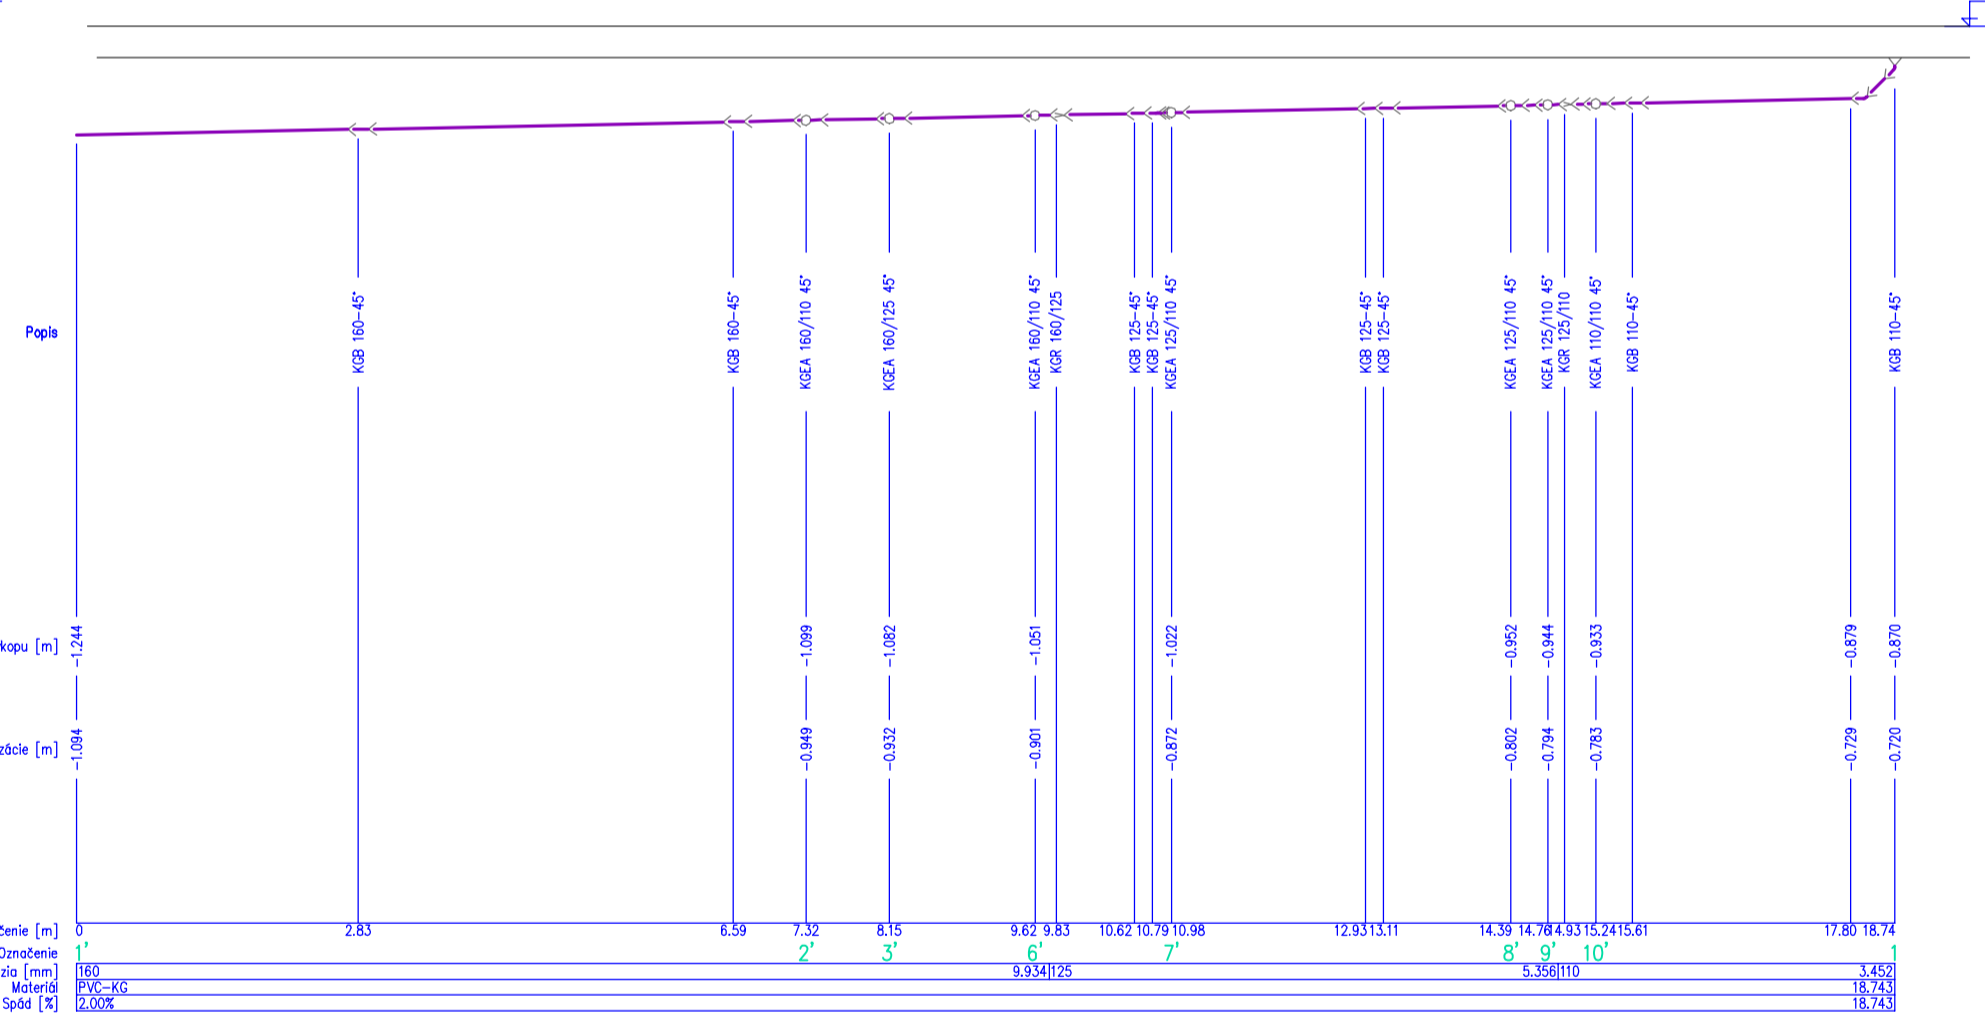 Popis
KGB 160-45°
KGB 160-45°
KGEA 160/110 45°
KGEA 160/125 45°
KGEA 160/110 45°
KGR 160/125
KGB 125-45°
KGB 125-45°
KGEA 125/110 45°
KGB 125-45°
KGB 125-45°
KGEA 125/110 45°
KGEA 125/110 45°
KGR 125/110
KGEA 110/110 45°
KGB 110-45°
KGB 110-45°
kopu [m] -1.244 -1.099 -1.082 -1.051 -1.022 -0.952 -0.944 -0.933 -0.879 -0.870
zácie [m] -1.094 -0.949 -0.932 -0.901 -0.872 -0.802 -0.794 -0.783 -0.729 -0.720
čenie [m] 0 2.83 6.59 7.32 8.15 9.62 9.83 10.62 10.79 10.98 12.93 13.11 14.39 14.76 14.93 15.24 15.61 17.80 18.74
Označenie 1' 2' 3' 6' 7' 8' 9' 10' 1
zia [mm] 160 9.934 125 5.356 110 3.452
Materiál PVC-KG 18.743
Spád [%] 2.00% 18.743